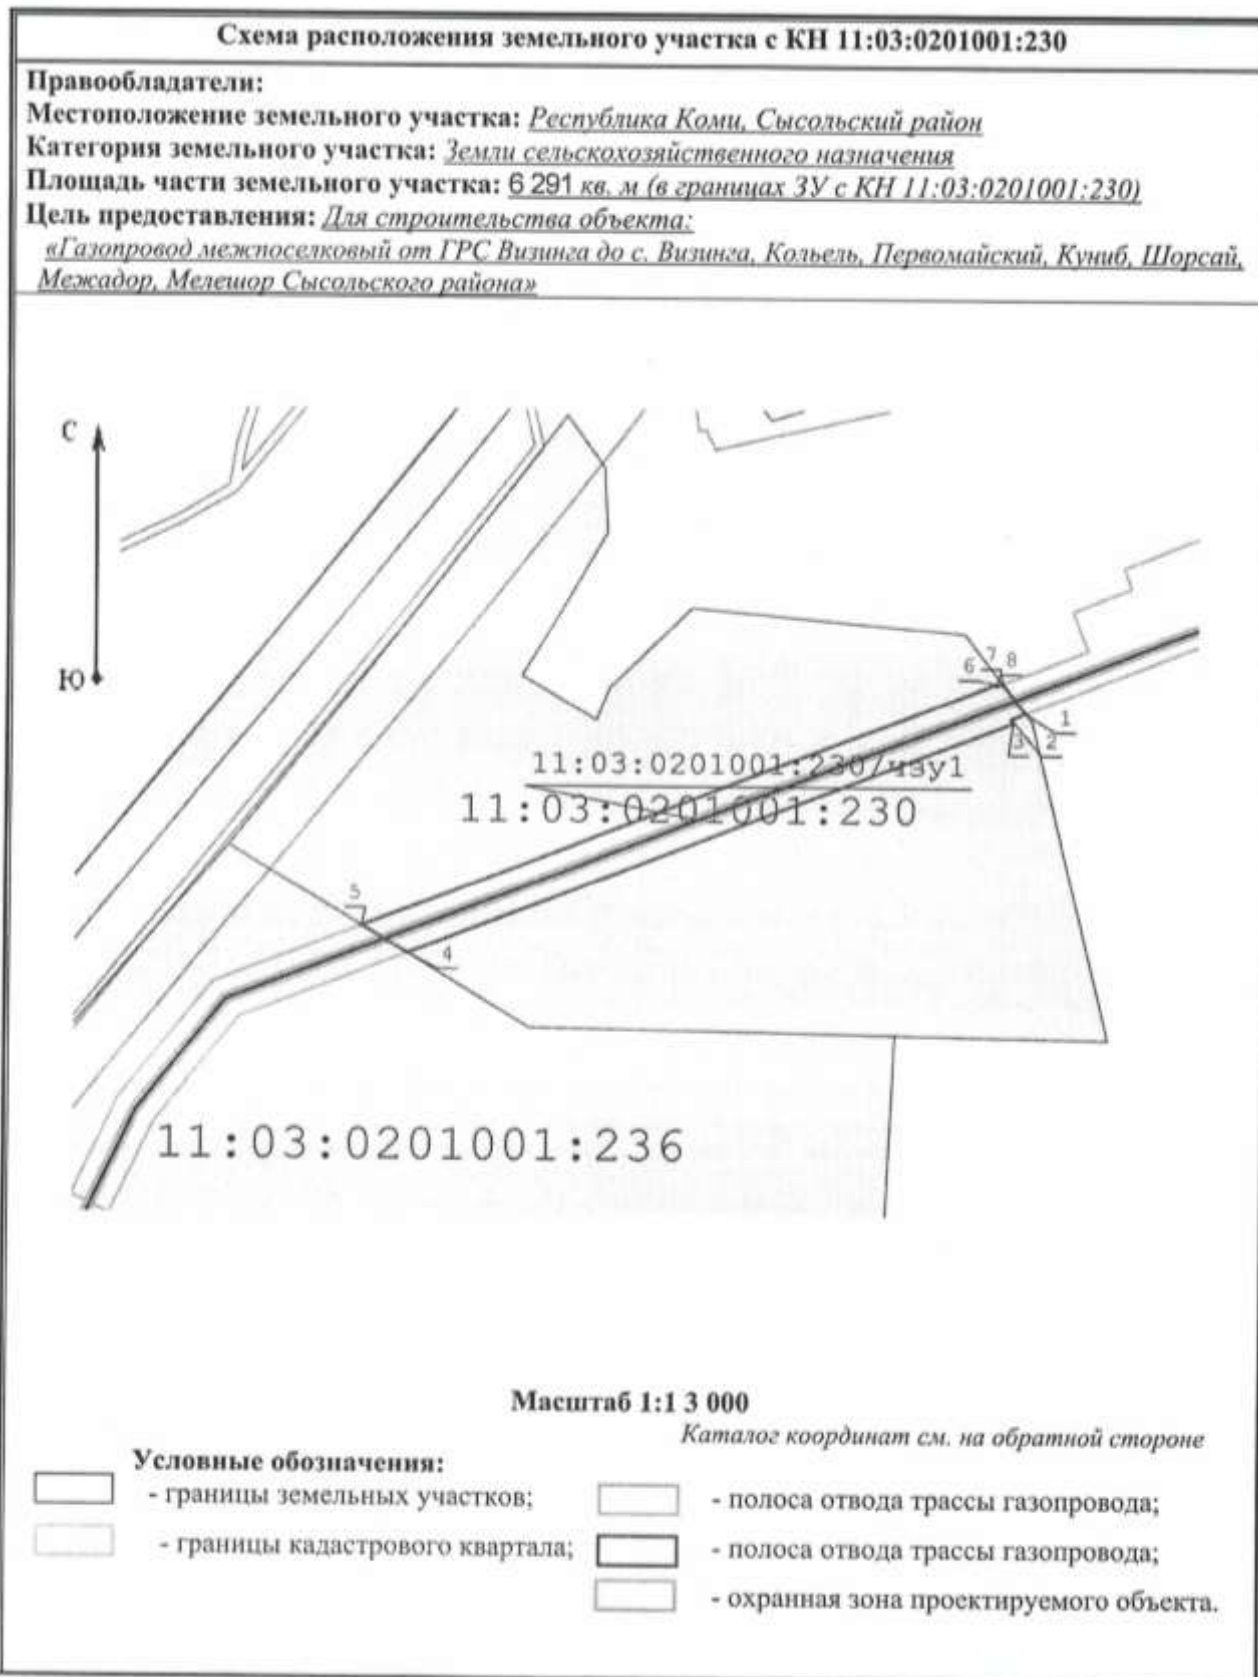 Схема расположения земельного участка с КН 11:03:0201001:230
Правообладатели:
Местоположение земельного участка: Республика Коми, Сысольский район
Категория земельного участка: Земли сельскохозяйственного назначения
Площадь части земельного участка: 6 291 кв. м (в границах ЗУ с КН 11:03:0201001:230)
Цель предоставления: Для строительства объекта:
«Газопровод межпоселковый от ГРС Визинга до с. Визинга, Кольель, Первомайский, Куниб, Шорсай,
Межадор, Мелешор Сысольского района»
С
Ю
7 8
6
1
3 2
11:03:0201001:230/чзу1
11:03:0201001:230
5
4
11:03:0201001:236
Масштаб 1:1 3 000
Каталог координат см. на обратной стороне
Условные обозначения:
- границы земельных участков;
- полоса отвода трассы газопровода;
- границы кадастрового квартала;
- полоса отвода трассы газопровода;
- охранная зона проектируемого объекта.